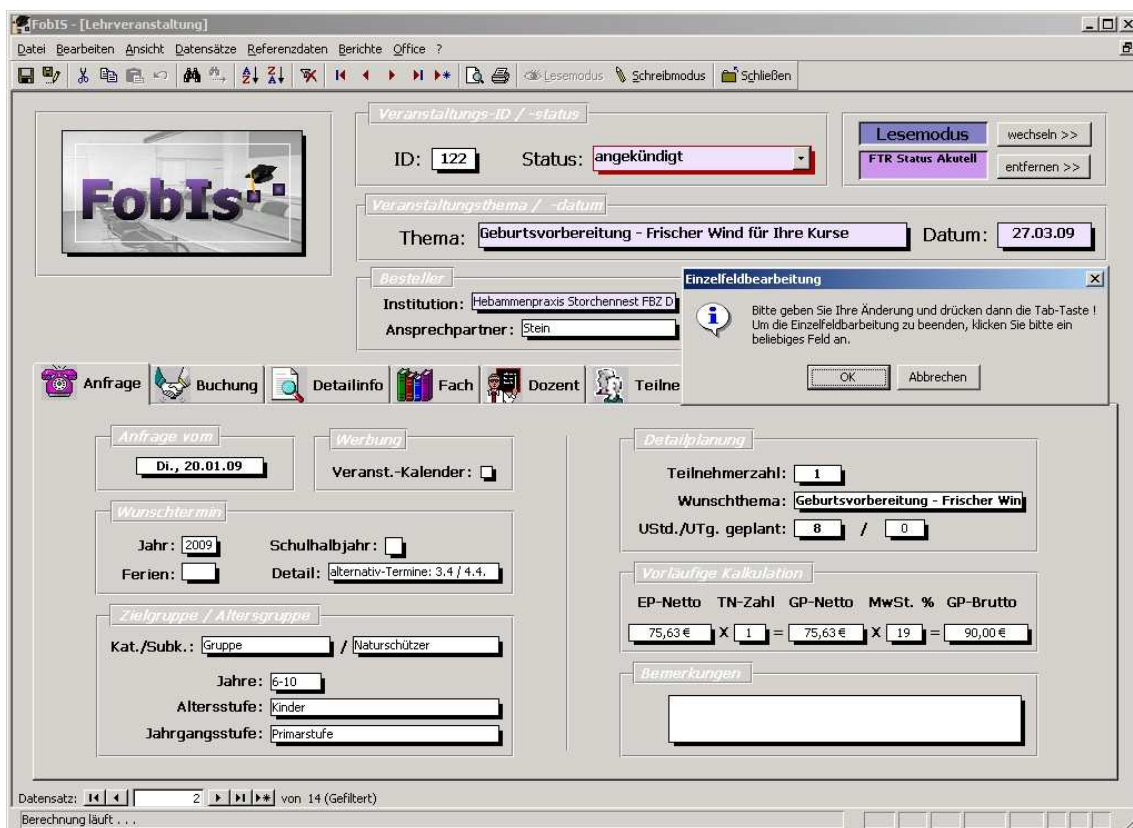 FobIS - [Lehrveranstaltung]
Datei Bearbeiten Ansicht Datensätze Referenzdaten Berichte Office ?
Lesemodus Schreibmodus Schließen
FobIs
Veranstaltungs-ID / -status
ID: 122 Status: angekündigt
Lesemodus wechseln >>
FTR Status Akutell entfernen >>
Veranstaltungsthema / -datum
Thema: Geburtsvorbereitung - Frischer Wind für Ihre Kurse Datum: 27.03.09
Besteller
Institution: Hebammenpraxis Storchennest FBZ D
Ansprechpartner: Stein
Einzelfeldbearbeitung
Bitte geben Sie Ihre Änderung und drücken dann die Tab-Taste !
Um die Einzelfeldbarbeitung zu beenden, klicken Sie bitte ein
beliebiges Feld an.
OK Abbrechen
Anfrage Buchung Detailinfo Fach Dozent Teilne
Anfrage vom
Di., 20.01.09
Werbung
Veranst.-Kalender:
Wunschtermin
Jahr: 2009 Schulhalbjahr:
Ferien: Detail: alternativ-Termine: 3.4 / 4.4.
Zielgruppe / Altersgruppe
Kat./Subk.: Gruppe / Naturschützer
Jahre: 6-10
Altersstufe: Kinder
Jahrgangsstufe: Primarstufe
Detailplanung
Teilnehmerzahl: 1
Wunschthema: Geburtsvorbereitung - Frischer Win
UStd./UTg. geplant: 8 / 0
Vorläufige Kalkulation
EP-Netto TN-Zahl GP-Netto MwSt. % GP-Brutto
75,63 € X 1 = 75,63 € X 19 = 90,00 €
Bemerkungen
Datensatz: 2 von 14 (Gefiltert)
Berechnung läuft . . .